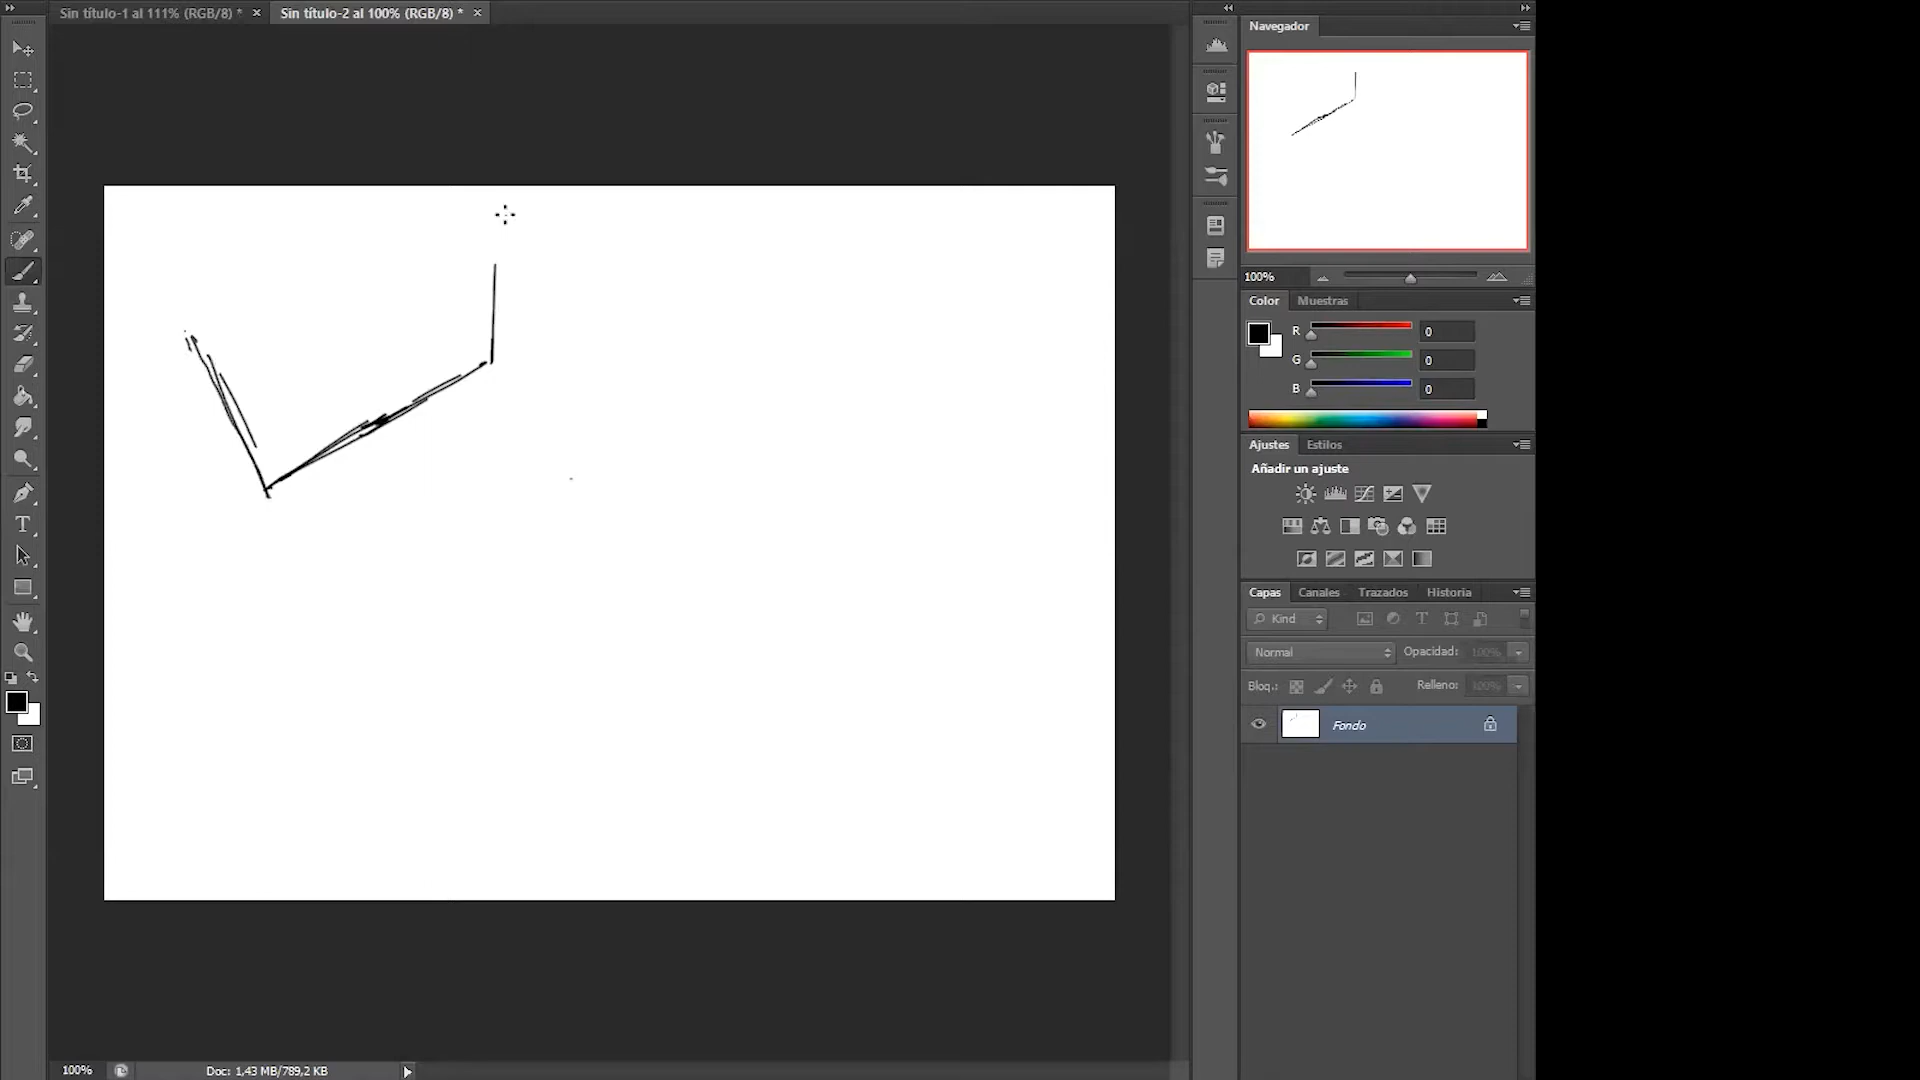 Sin título-1 al 111% (RGB/8) *
Sin título-2 al 100% (RGB/8) *
Navegador
100%
Color
Muestras
R
0
G
0
B
0
Ajustes
Estilos
Añadir un ajuste
Capas
Canales
Trazados
Historia
Kind
Normal
Opacidad:
100%
Bloq.:
Relleno:
100%
Fondo
100%
Doc: 1,43 MB/789,2 KB